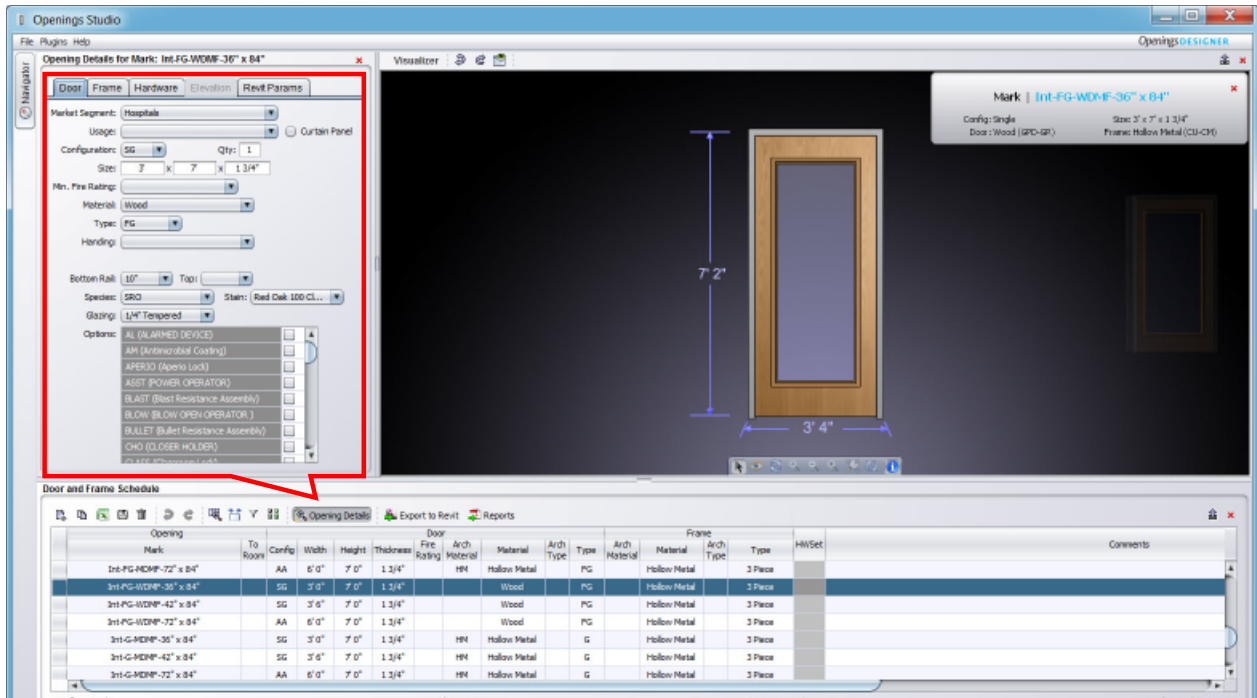 Openings Studio
File Plugins Help
Openings DESIGNER
Navigator
Opening Details for Mark: Int-FG-WDMF-36" x 84"
Visualizer
Door Frame Hardware Elevation Revit Params
Market Segment: Hospitals
Usage: Curtain Panel
Configuration: SG Qty: 1
Size: 3' x 7' x 1 3/4"
Min. Fire Rating:
Material: Wood
Type: FG
Handing:
Bottom Rail: 10" Top:
Species: SRO Stain: Red Oak 100 Cl...
Glazing: 1/4" Tempered
Options: AL (ALARMED DEVICE)
AM (Antimicrobial Coating)
APERIO (Aperio Lock)
ASST (POWER OPERATOR)
BLAST (Blast Resistance Assembly)
BLOW (BLOW OPEN OPERATOR )
BULLET (Bullet Resistance Assembly)
CHO (CLOSER HOLDER)
CLASS (Classroom Lock)
Mark | Int-FG-WDMF-36" x 84"
Config: Single Size: 3' x 7' x 1 3/4"
Door: Wood (GPD-GR) Frame: Hollow Metal (CU-CM)
7' 2"
3' 4"
Door and Frame Schedule
Opening Details Export to Revit Reports
Opening Door Frame
Mark To Room Config Width Height Thickness Fire Rating Arch Material Material Arch Type Type Arch Material Material Arch Type Type HWSet Comments
Int-FG-MDMF-72" x 84" AA 6' 0" 7' 0" 1 3/4" HM Hollow Metal FG Hollow Metal 3 Piece
Int-FG-WDMF-36" x 84" SG 3' 0" 7' 0" 1 3/4" Wood FG Hollow Metal 3 Piece
Int-FG-WDMF-42" x 84" SG 3' 6" 7' 0" 1 3/4" Wood FG Hollow Metal 3 Piece
Int-FG-WDMF-72" x 84" AA 6' 0" 7' 0" 1 3/4" Wood FG Hollow Metal 3 Piece
Int-G-MDMF-36" x 84" SG 3' 0" 7' 0" 1 3/4" HM Hollow Metal G Hollow Metal 3 Piece
Int-G-MDMF-42" x 84" SG 3' 6" 7' 0" 1 3/4" HM Hollow Metal G Hollow Metal 3 Piece
Int-G-MDMF-72" x 84" AA 6' 0" 7' 0" 1 3/4" HM Hollow Metal G Hollow Metal 3 Piece